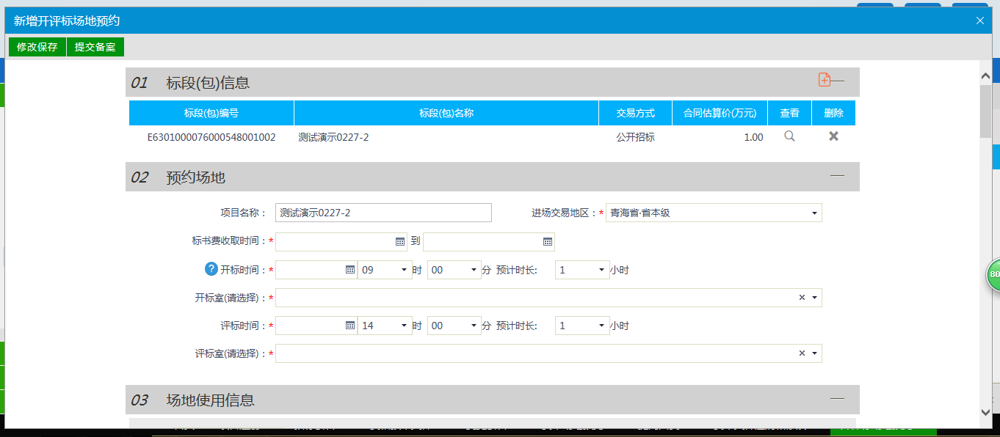 新增开评标场地预约
修改保存 提交备案
01 标段(包)信息
标段(包)编号 标段(包)名称 交易方式 合同估算价(万元) 查看 删除
E6301000076000548001002 测试演示0227-2 公开招标 1.00
02 预约场地
项目名称： 测试演示0227-2 进场交易地区：* 青海省·省本级
标书费收取时间：* 到
? 开标时间：* 09 时 00 分 预计时长: 1 小时
开标室(请选择)：*
评标时间：* 14 时 00 分 预计时长: 1 小时
评标室(请选择)：*
03 场地使用信息
80